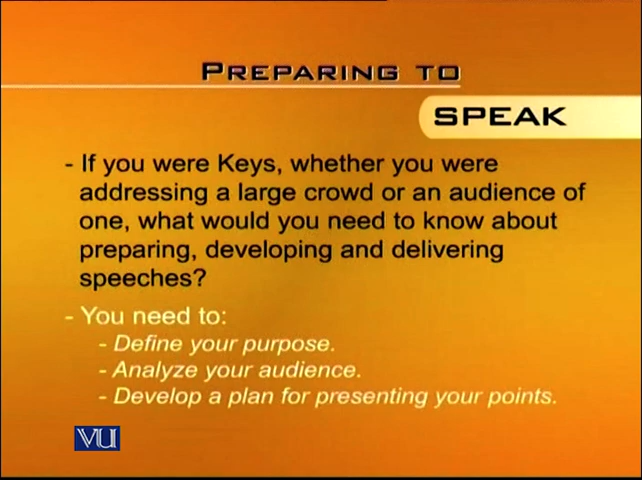 PREPARING TO
SPEAK
- If you were Keys, whether you were
addressing a large crowd or an audience of
one, what would you need to know about
preparing, developing and delivering
speeches?
- You need to:
- Define your purpose.
- Analyze your audience.
- Develop a plan for presenting your points.
VU